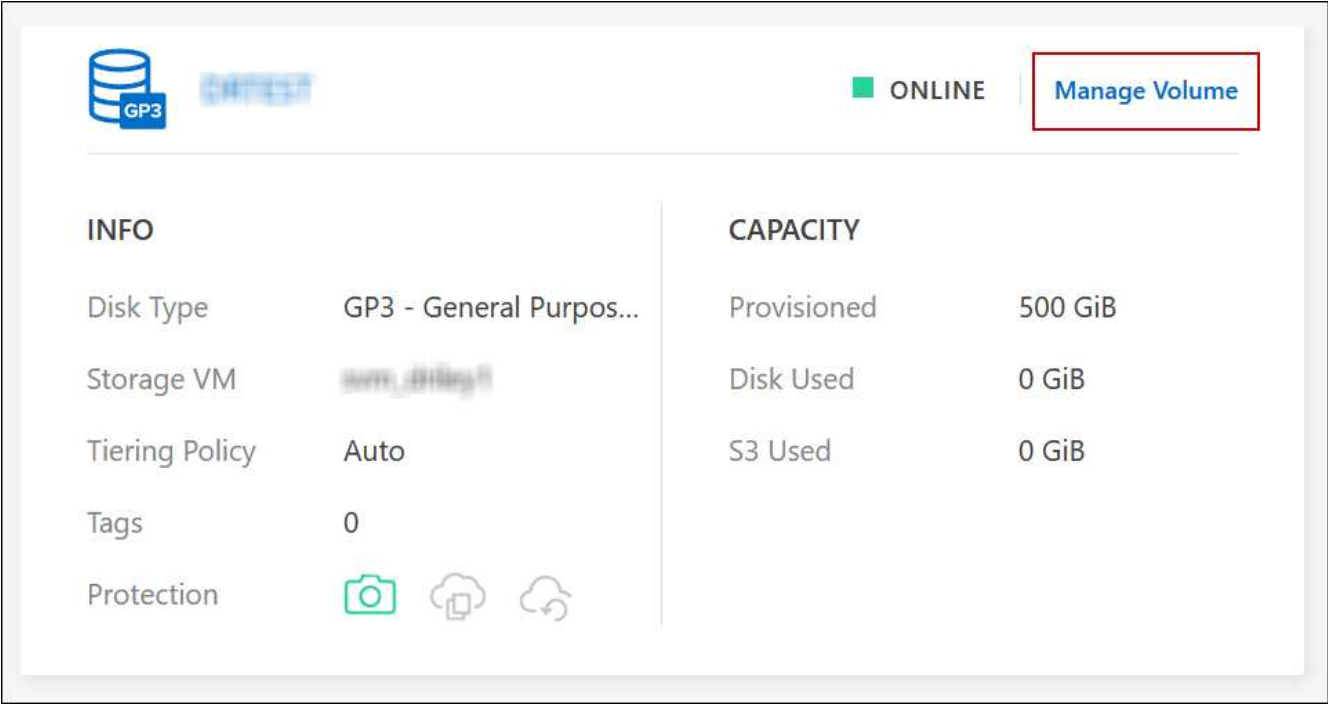 GP3
ONLINE
Manage Volume
INFO
Disk Type GP3 - General Purpos...
Storage VM
Tiering Policy Auto
Tags 0
Protection
CAPACITY
Provisioned 500 GiB
Disk Used 0 GiB
S3 Used 0 GiB